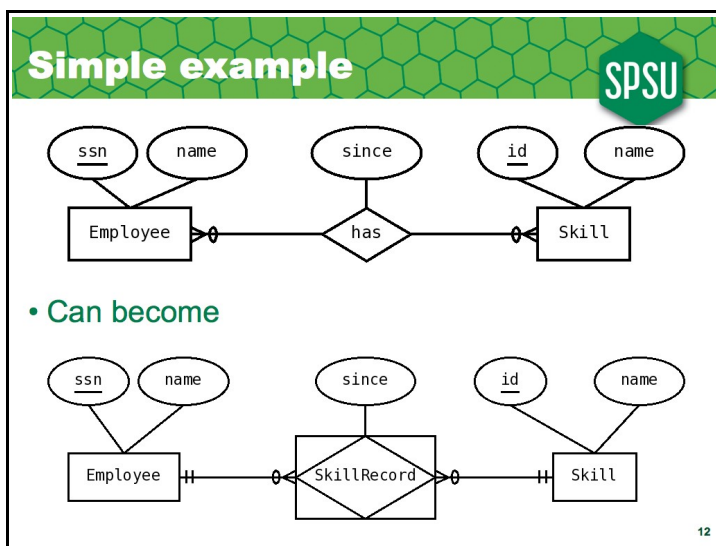 Simple example
SPSU
ssn name since id name
Employee has Skill
• Can become
ssn name since id name
Employee SkillRecord Skill
12